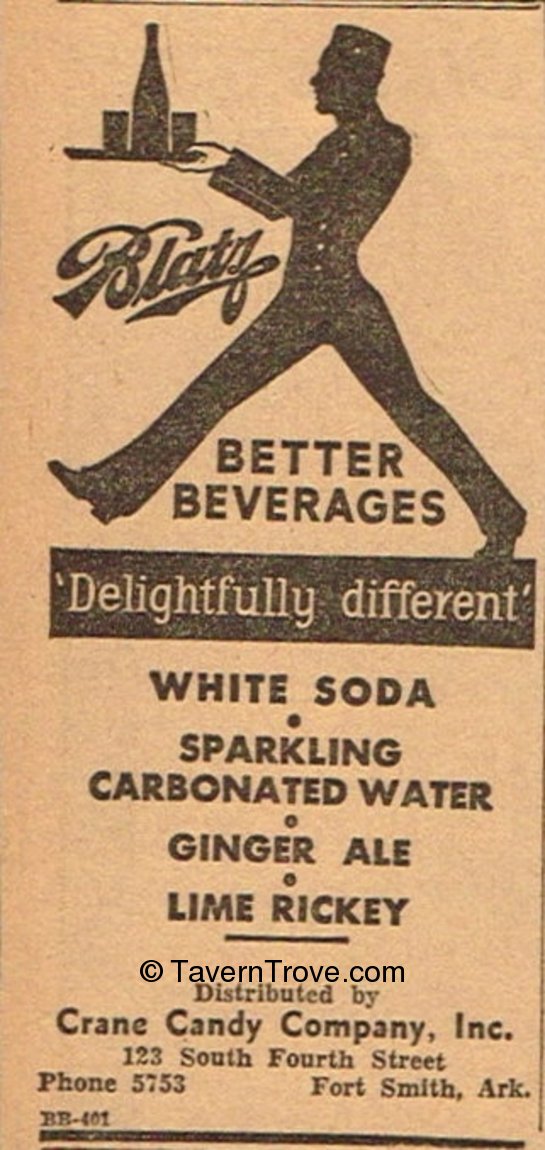 Blatz
BETTER
BEVERAGES
'Delightfully different'
WHITE SODA
•
SPARKLING
CARBONATED WATER
•
GINGER ALE
•
LIME RICKEY
© TavernTrove.com
Distributed by
Crane Candy Company, Inc.
123 South Fourth Street
Phone 5753 Fort Smith, Ark.
BB-401